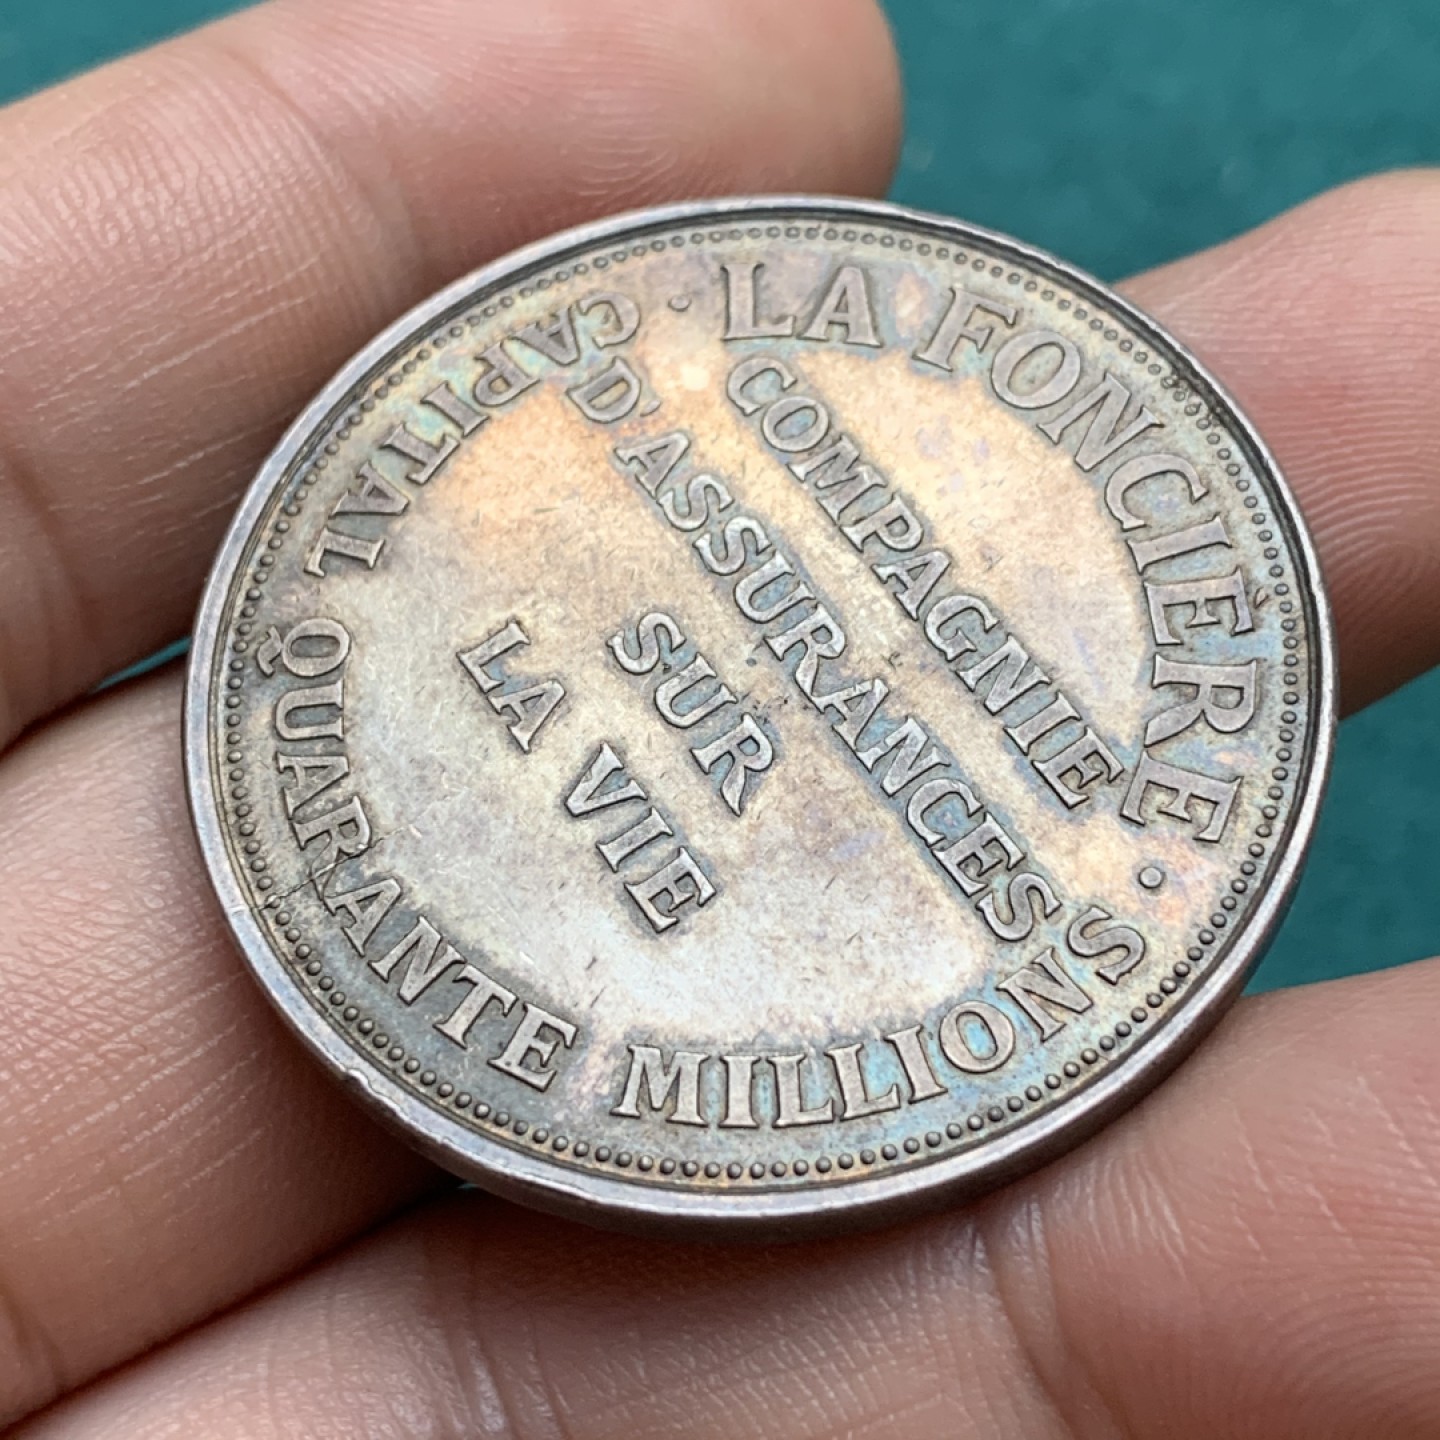 · LA FONCIÈRE ·
COMPAGNIE
D'ASSURANCES
SUR
LA VIE
CAPITAL QUARANTE MILLIONS